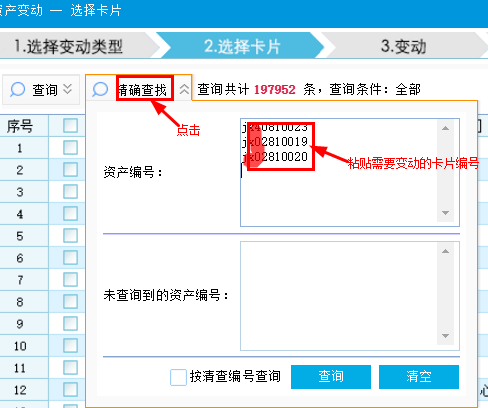 资产变动 — 选择卡片
1.选择变动类型
2.选择卡片
3.变动
查询
精确查找
查询共计 197952 条，查询条件：全部
点击
序号
1
2
3
4
5
6
7
8
9
10
11
12
资产编号：
jk02810019
jk02810020
粘贴需要变动的卡片编号
未查询到的资产编号：
按清查编号查询
查询
清空
心